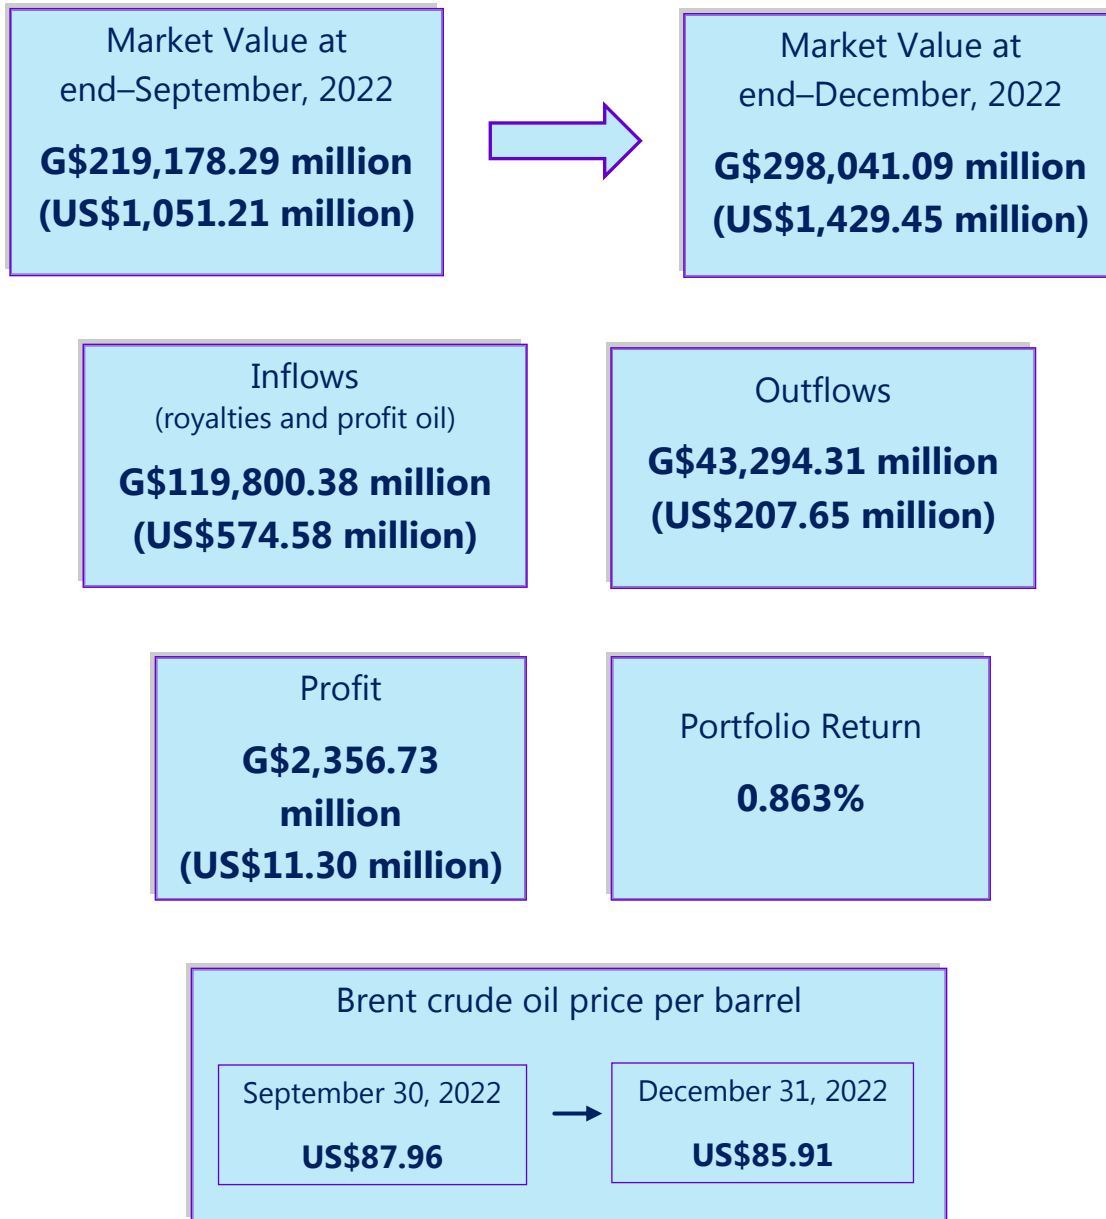 Market Value at
end–September, 2022
G$219,178.29 million
(US$1,051.21 million)
Market Value at
end–December, 2022
G$298,041.09 million
(US$1,429.45 million)
Inflows
(royalties and profit oil)
G$119,800.38 million
(US$574.58 million)
Outflows
G$43,294.31 million
(US$207.65 million)
Profit
G$2,356.73
million
(US$11.30 million)
Portfolio Return
0.863%
Brent crude oil price per barrel
September 30, 2022
US$87.96
December 31, 2022
US$85.91